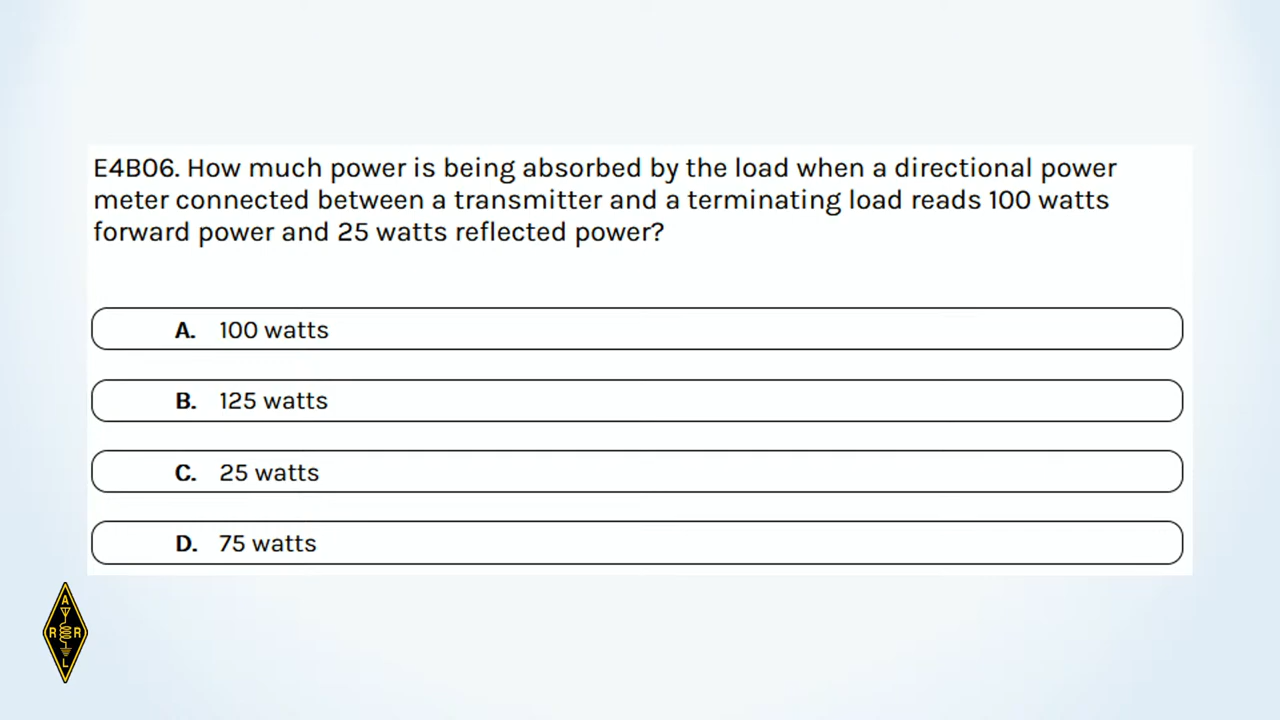 E4B06. How much power is being absorbed by the load when a directional power
meter connected between a transmitter and a terminating load reads 100 watts
forward power and 25 watts reflected power?
A. 100 watts
B. 125 watts
C. 25 watts
D. 75 watts
A
R R
L